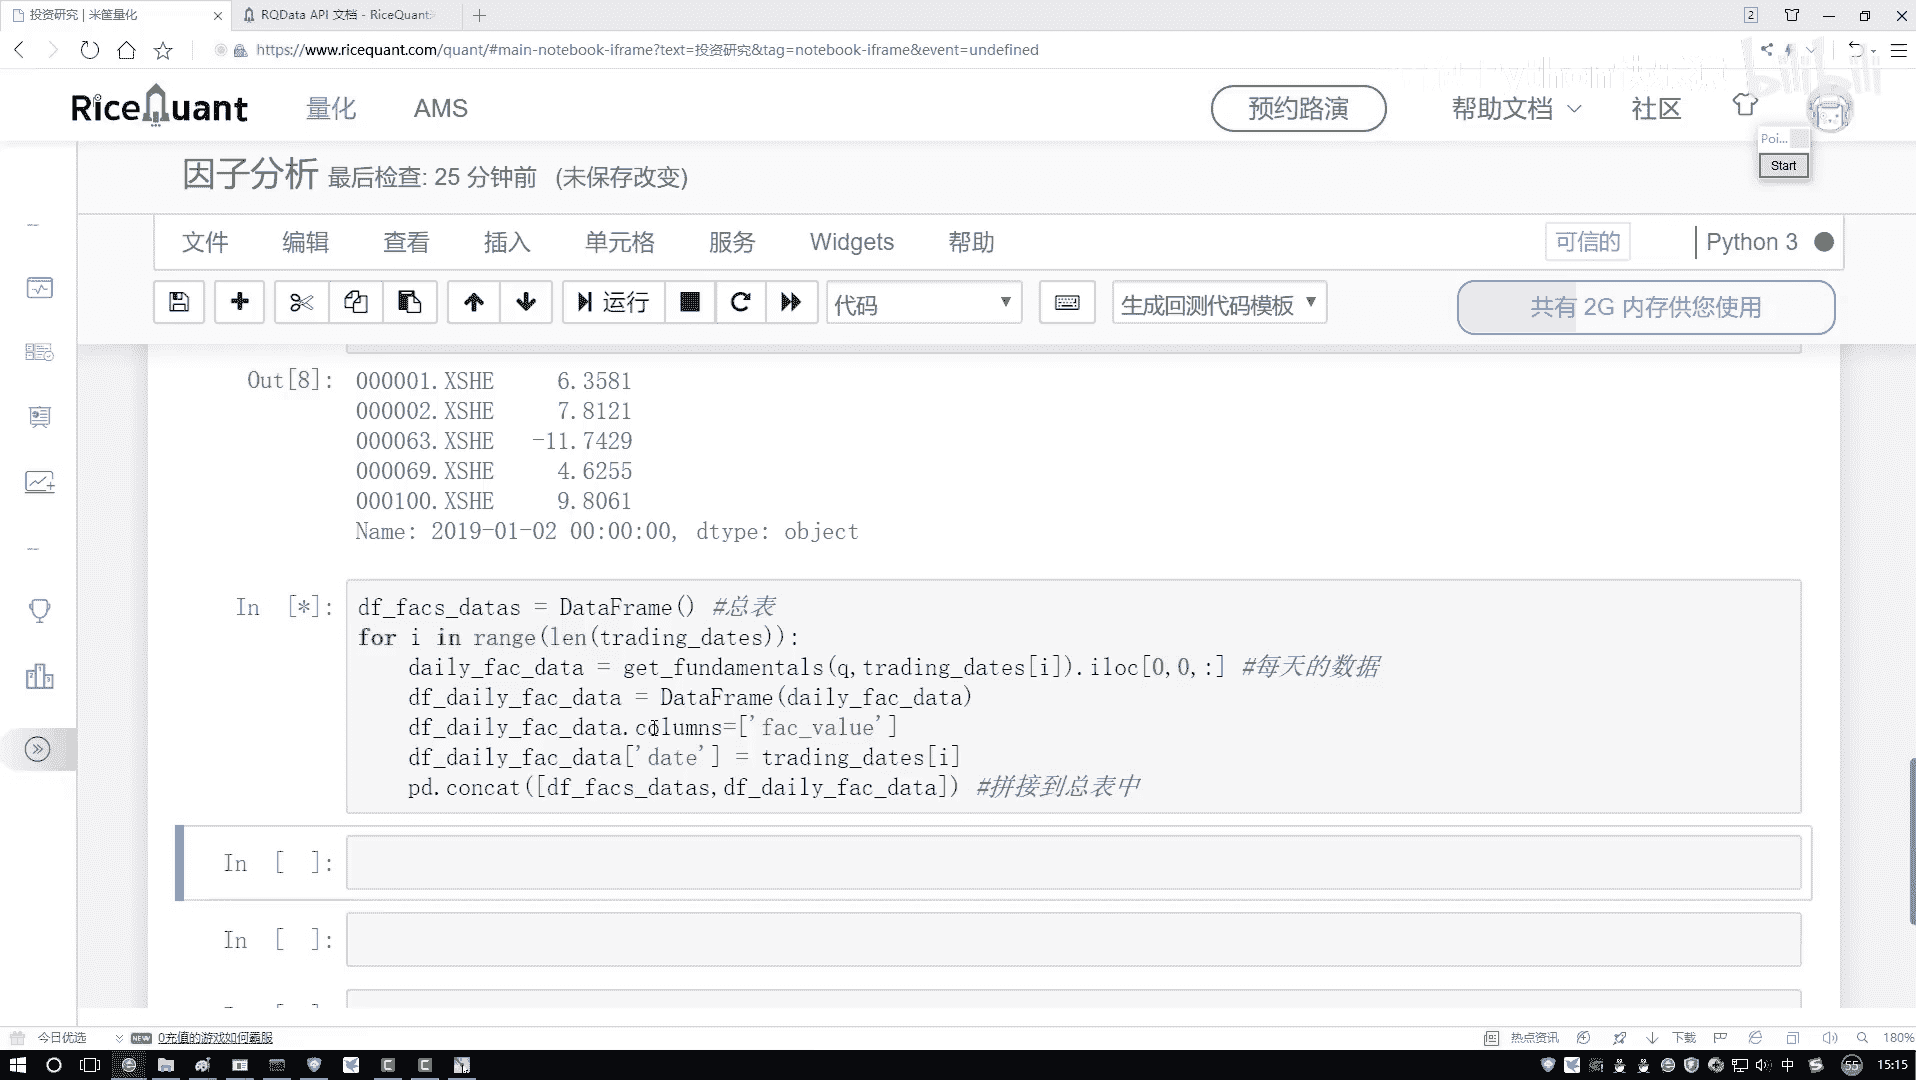 投资研究 | 米筐量化
RQData API 文档 - RiceQuant
2
https://www.ricequant.com/quant/#main-notebook-iframe?text=投资研究&tag=notebook-iframe&event=undefined
bilibili
RiceQuant 量化 AMS 预约路演 帮助文档 社区
Poi...
Start
因子分析 最后检查: 25 分钟前 (未保存改变)
文件 编辑 查看 插入 单元格 服务 Widgets 帮助 可信的 Python 3
运行 代码 生成回测代码模板 共有 2G 内存供您使用
Out[8]: 000001.XSHE 6.3581
000002.XSHE 7.8121
000063.XSHE -11.7429
000069.XSHE 4.6255
000100.XSHE 9.8061
Name: 2019-01-02 00:00:00, dtype: object
In [*]: df_facs_datas = DataFrame() #总表
for i in range(len(trading_dates)):
daily_fac_data = get_fundamentals(q,trading_dates[i]).iloc[0,0,:] #每天的数据
df_daily_fac_data = DataFrame(daily_fac_data)
df_daily_fac_data.columns=['fac_value']
df_daily_fac_data['date'] = trading_dates[i]
pd.concat([df_facs_datas,df_daily_fac_data]) #拼接到总表中
In [ ]:
In [ ]:
今日优选 NEW 0充值的游戏如何霸服 热点资讯 下载 180%
中 55 15:15